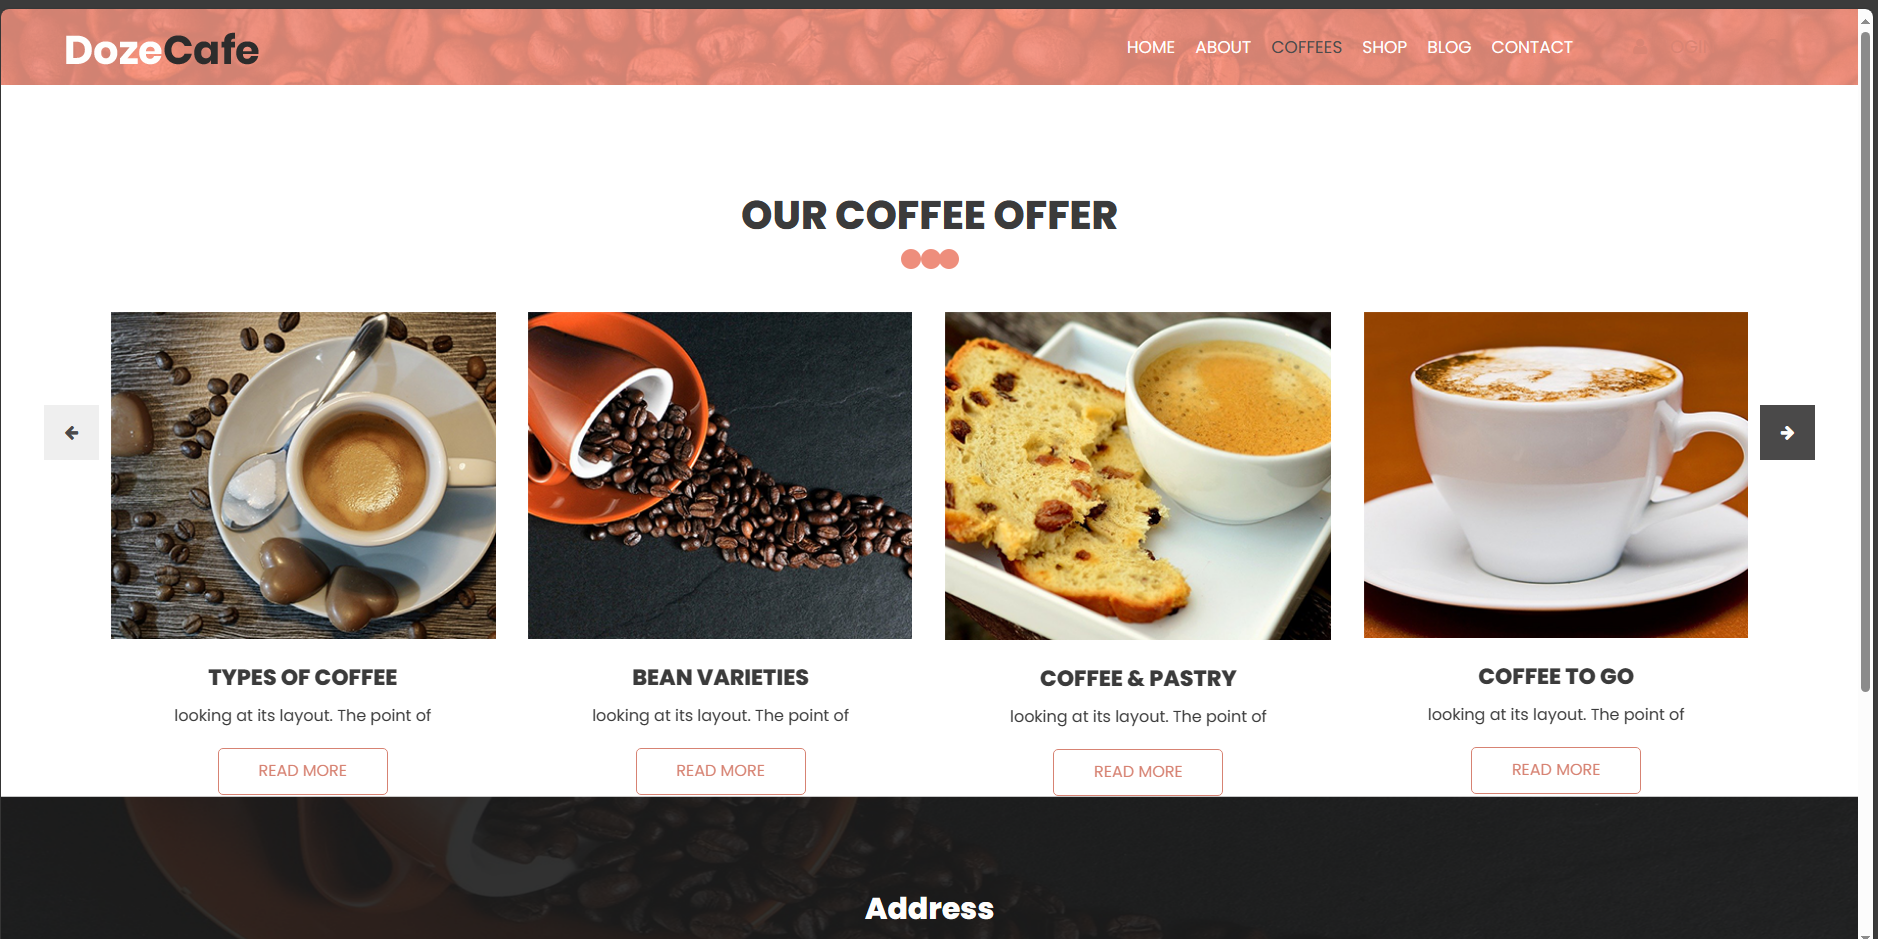 DozeCafe
HOME ABOUT COFFEES SHOP BLOG CONTACT
OUR COFFEE OFFER
TYPES OF COFFEE
looking at its layout. The point of
READ MORE
BEAN VARIETIES
looking at its layout. The point of
READ MORE
COFFEE & PASTRY
looking at its layout. The point of
READ MORE
COFFEE TO GO
looking at its layout. The point of
READ MORE
Address